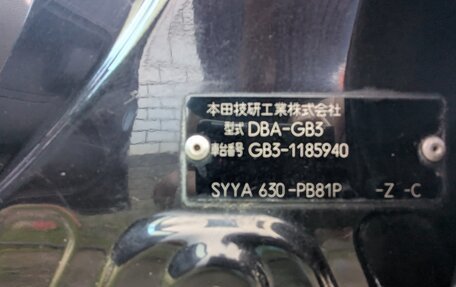 本田技研工業株式会社
型式 DBA-GB3
車台番号 GB3-1185940
SYYA 630-PB81P -Z -C